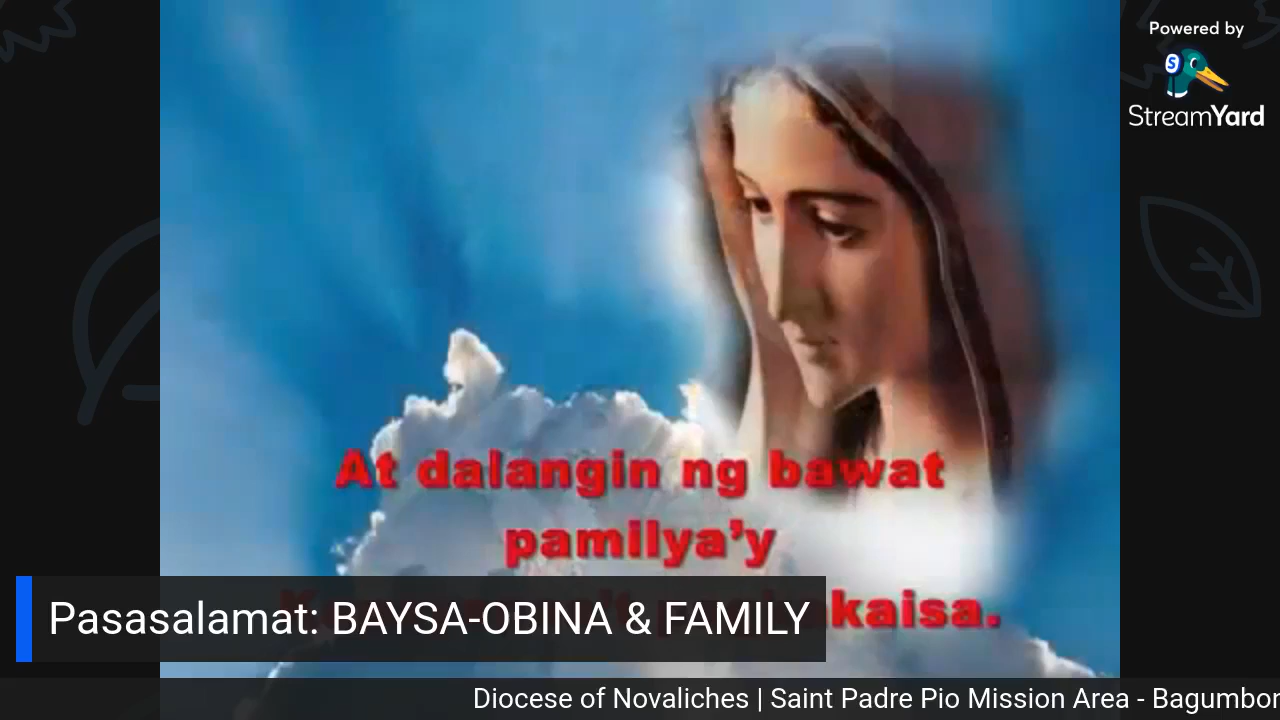 Powered by
StreamYard
At dalangin ng bawat
pamilya'y
kaisa.
Pasasalamat: BAYSA-OBINA & FAMILY
Diocese of Novaliches | Saint Padre Pio Mission Area - Bagumbon